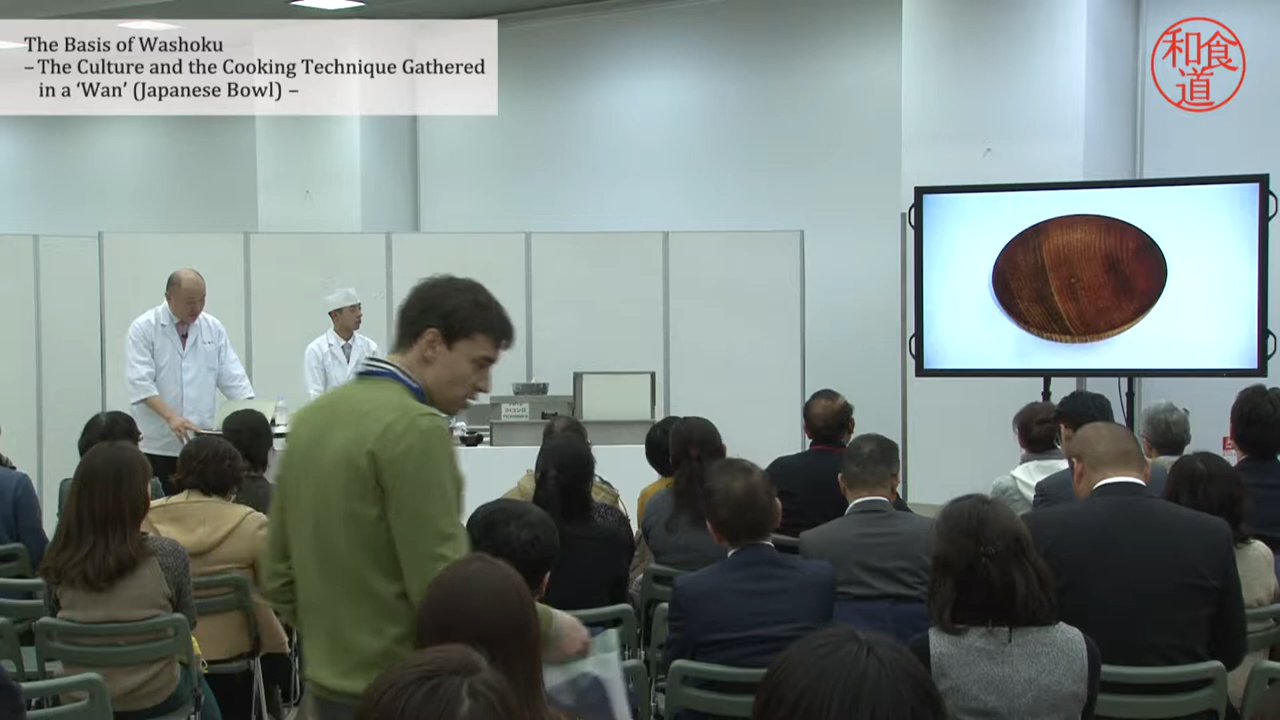 The Basis of Washoku
– The Culture and the Cooking Technique Gathered
in a ‘Wan’ (Japanese Bowl) –
和食
道